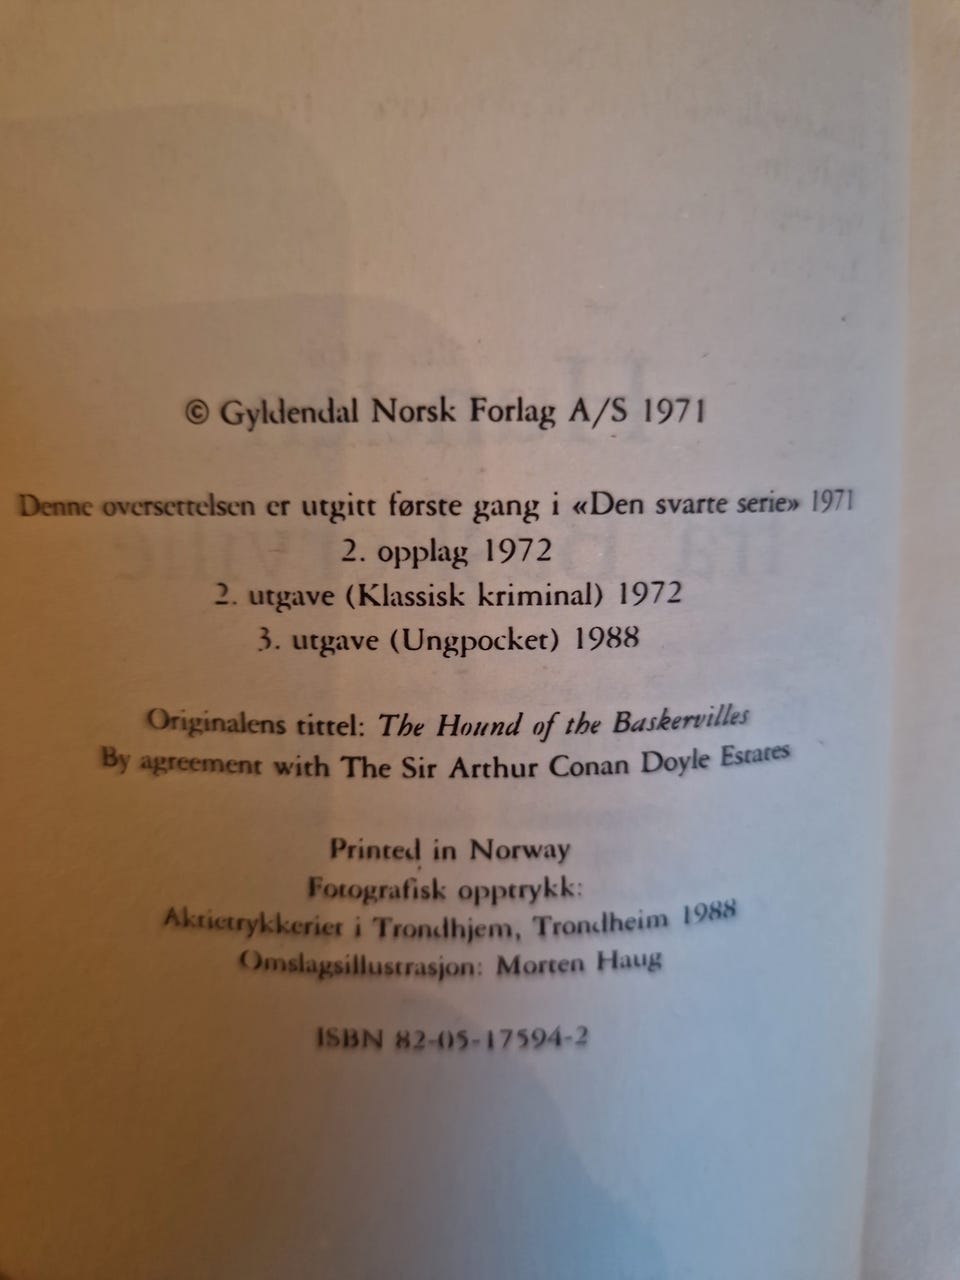 © Gyldendal Norsk Forlag A/S 1971
Denne oversettelsen er utgitt første gang i «Den svarte serie» 1971
2. opplag 1972
2. utgave (Klassisk kriminal) 1972
3. utgave (Ungpocket) 1988
Originalens tittel: The Hound of the Baskervilles
By agreement with The Sir Arthur Conan Doyle Estates
Printed in Norway
Fotografisk opptrykk:
Aktietrykkeriet i Trondhjem, Trondheim 1988
Omslagsillustrasjon: Morten Haug
ISBN 82-05-17594-2